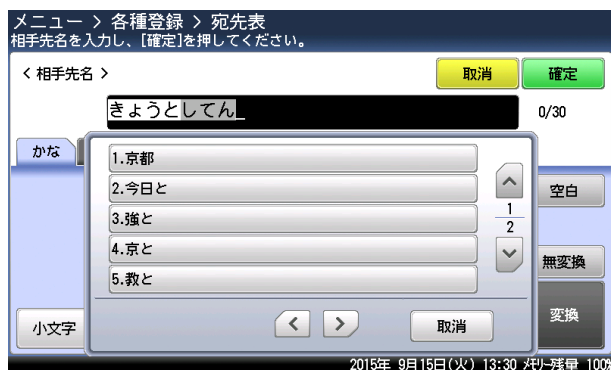 メニュー > 各種登録 > 宛先表
相手先名を入力し、[確定]を押してください。
< 相手先名 >
取消
確定
きょうとしてん_
0/30
かな
1.京都
2.今日と
3.強と
4.京と
5.教と
1
2
空白
無変換
変換
小文字
取消
2015年 9月15日(火) 13:30 メモリー残量 100%